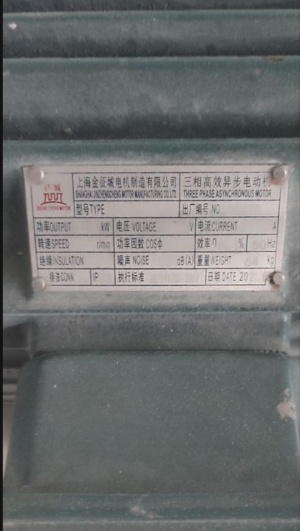 上海金征城电机制造有限公司 三相高效异步电动机
SHANGHAI JINZHENGCHENG MOTOR MANUFACTURING CO.,LTD THREE PHASE ASYNCHRONOUS MOTOR
型号TYPE 出厂编号 NO
功率OUTPUT kW 电压 VOLTAGE V 电流CURRENT A
转速SPEED r/min 功率因数 COSΦ 效率 % Hz
绝缘INSULATION 噪声 NOISE dB(A) 重量WEIGHT kg
接法CONN IP 执行标准 日期 DATE 20